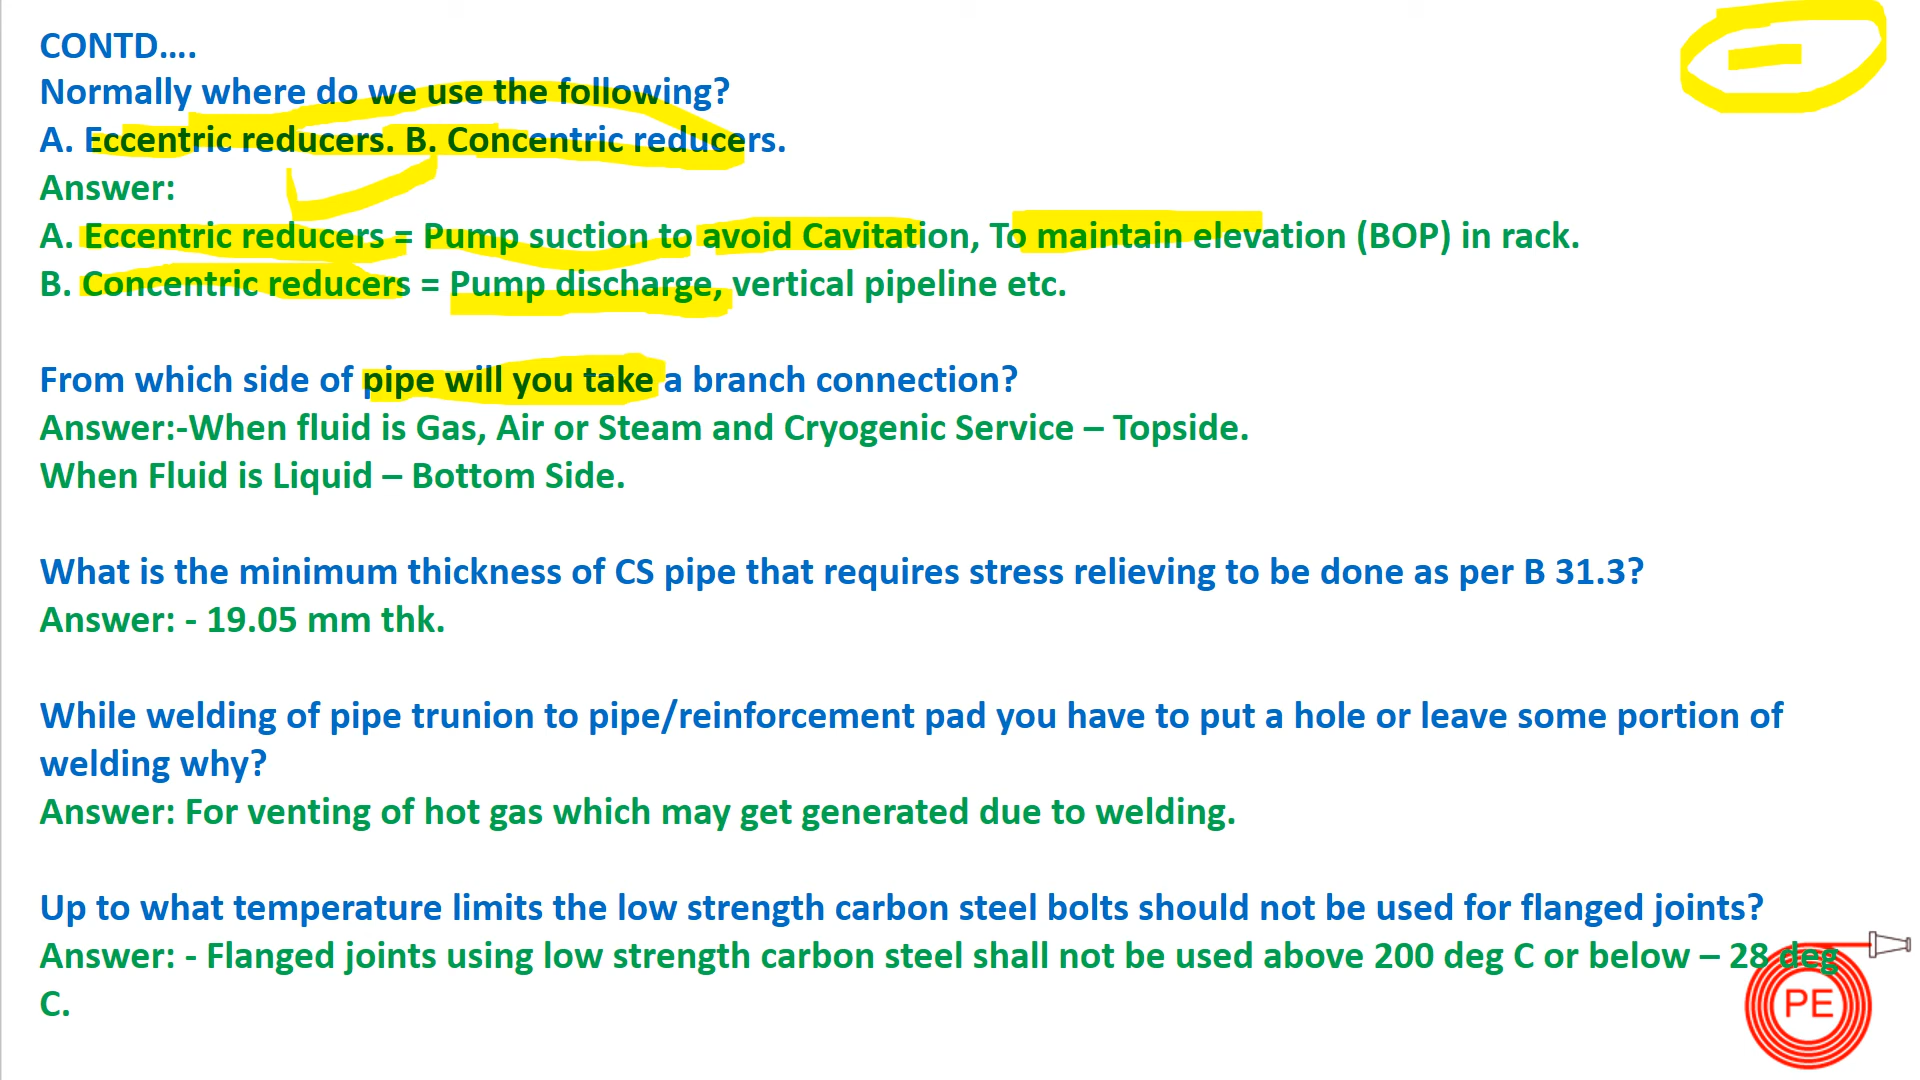 CONTD....
Normally where do we use the following?
A. Eccentric reducers. B. Concentric reducers.
Answer:
A. Eccentric reducers = Pump suction to avoid Cavitation, To maintain elevation (BOP) in rack.
B. Concentric reducers = Pump discharge, vertical pipeline etc.
From which side of pipe will you take a branch connection?
Answer:-When fluid is Gas, Air or Steam and Cryogenic Service – Topside.
When Fluid is Liquid – Bottom Side.
What is the minimum thickness of CS pipe that requires stress relieving to be done as per B 31.3?
Answer: - 19.05 mm thk.
While welding of pipe trunion to pipe/reinforcement pad you have to put a hole or leave some portion of
welding why?
Answer: For venting of hot gas which may get generated due to welding.
Up to what temperature limits the low strength carbon steel bolts should not be used for flanged joints?
Answer: - Flanged joints using low strength carbon steel shall not be used above 200 deg C or below – 28 deg
C.
PE